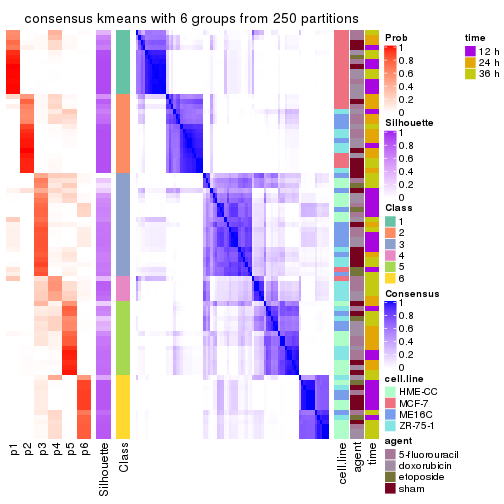 consensus kmeans with 6 groups from 250 partitions
Prob
1
0.8
0.6
0.4
0.2
0
time
12 h
24 h
36 h
Silhouette
1
0.8
0.6
0.4
0.2
0
Class
1
2
3
4
5
6
Consensus
1
0.8
0.6
0.4
0.2
0
cell.line
HME-CC
MCF-7
ME16C
ZR-75-1
agent
5-fluorouracil
doxorubicin
etoposide
sham
p1
p2
p3
p4
p5
p6
Silhouette
Class
cell.line
agent
time